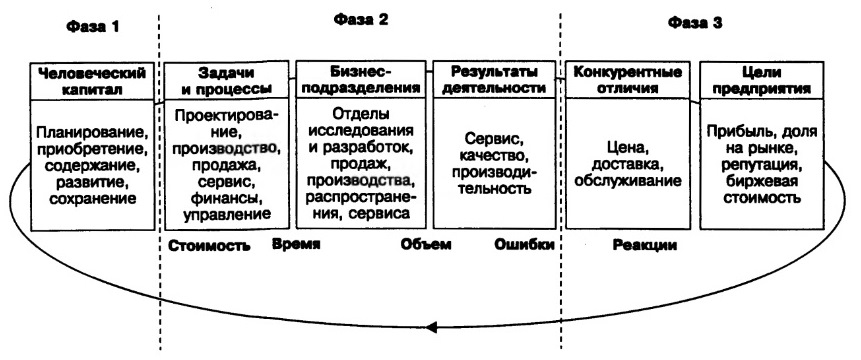 Фаза 1
Фаза 2
Фаза 3
Человеческий
капитал
Планирование,
приобретение,
содержание,
развитие,
сохранение
Задачи
и процессы
Проектирова-
ние,
производство,
продажа,
сервис,
финансы,
управление
Бизнес-
подразделения
Отделы
исследования
и разработок,
продаж,
производства,
распростране-
ния, сервиса
Результаты
деятельности
Сервис,
качество,
производи-
тельность
Конкурентные
отличия
Цена,
доставка,
обслуживание
Цели
предприятия
Прибыль, доля
на рынке,
репутация,
биржевая
стоимость
Стоимость Время Объем Ошибки Реакции